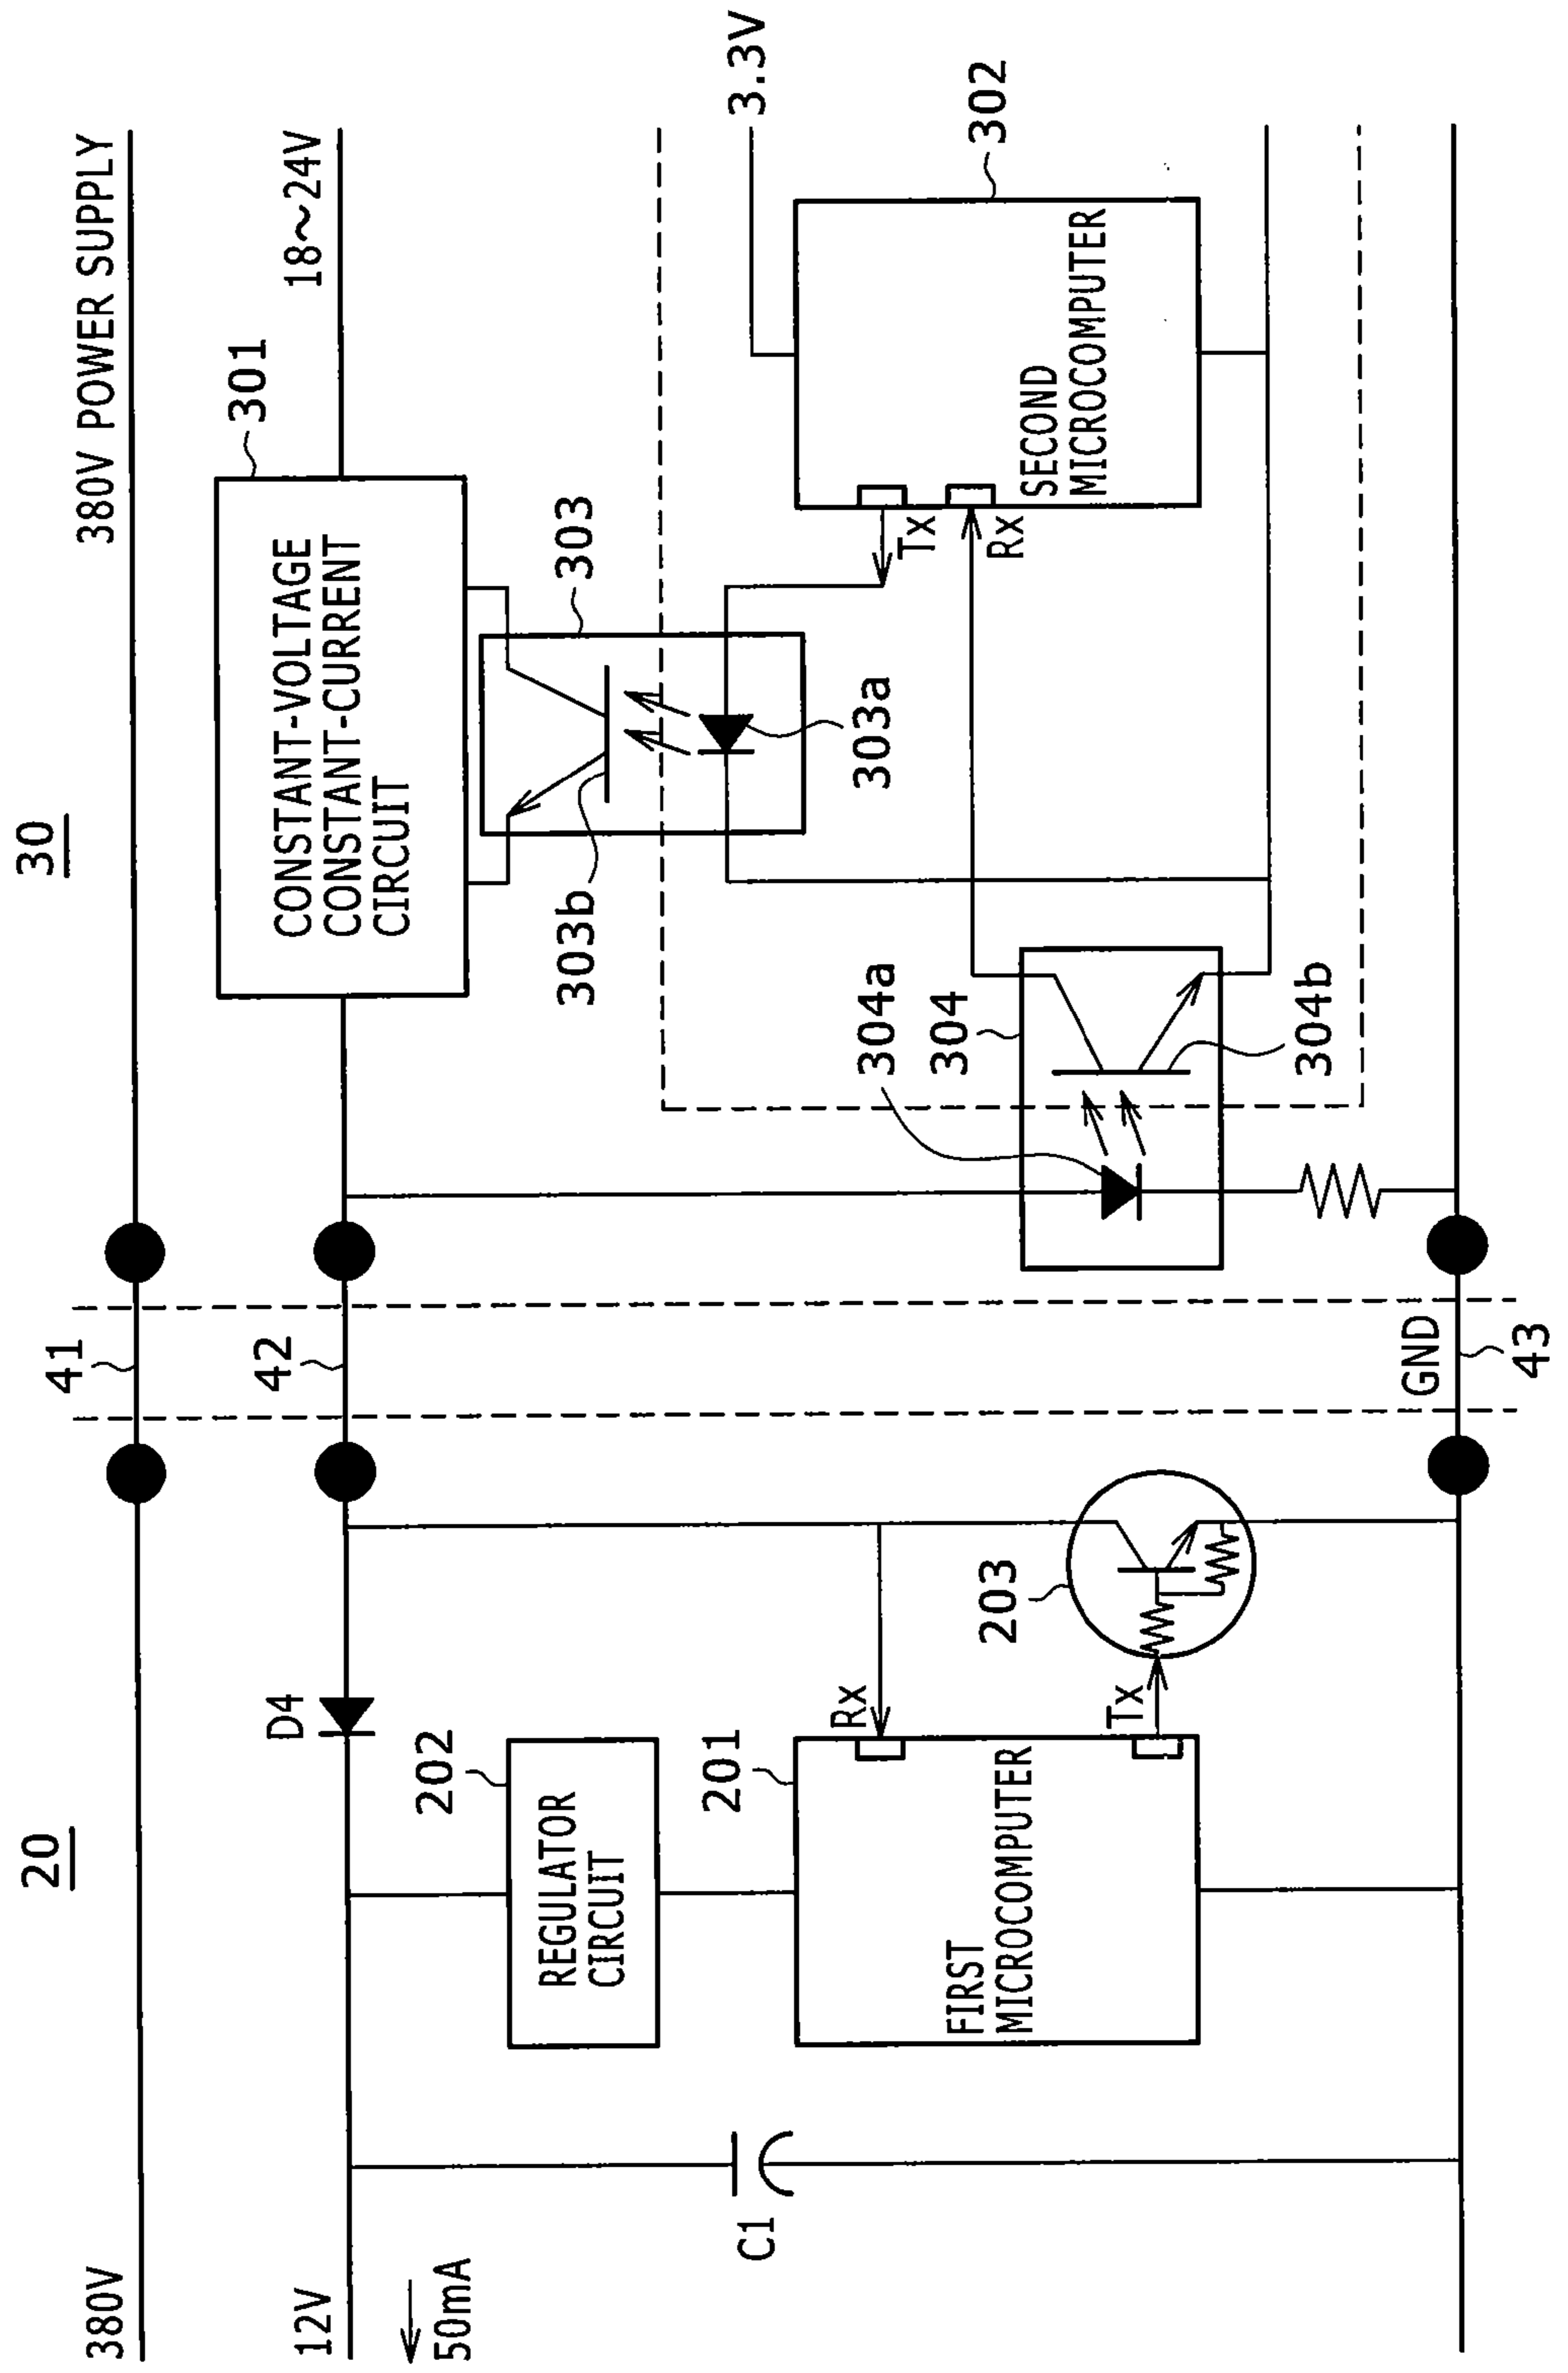 20
30
380V
41
380V POWER SUPPLY
12V
50mA
D4
42
301
18~24V
CONSTANT-VOLTAGE
CONSTANT-CURRENT
CIRCUIT
202
REGULATOR
CIRCUIT
303
303b
303a
3.3V
C1
201
Rx
Tx
FIRST
MICROCOMPUTER
203
304a
304
304b
Tx
Rx
SECOND
MICROCOMPUTER
302
GND
43